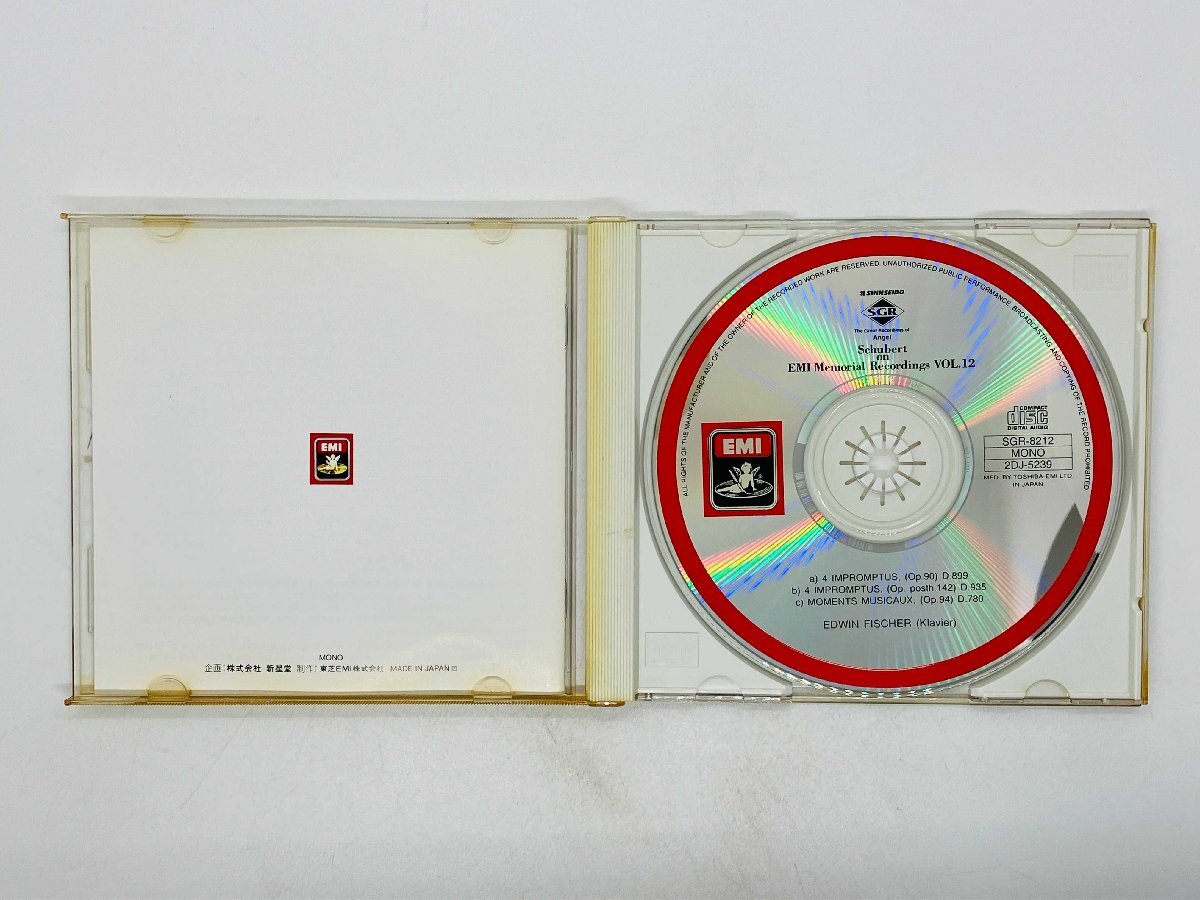 EMI
MONO
企画:株式会社 新星堂 制作:東芝EMI株式会社 MADE IN JAPAN
ALL RIGHTS OF THE MANUFACTURER AND OF THE OWNER OF THE RECORDED WORK ARE RESERVED. UNAUTHORIZED PUBLIC PERFORMANCE, BROADCASTING AND COPYING OF THE RECORD PROHIBITED.
SHINSEIDO
SGR
The Great Recordings of
Angel
Schubert
on
EMI Memorial Recordings VOL.12
EMI
COMPACT
disc
DIGITAL AUDIO
SGR-8212
MONO
2DJ-5239
MFD. BY TOSHIBA-EMI LTD.
IN JAPAN
a) 4 IMPROMPTUS, (Op.90) D.899
b) 4 IMPROMPTUS, (Op. posth 142) D.935
c) MOMENTS MUSICAUX, (Op.94) D.780
EDWIN FISCHER (Klavier)